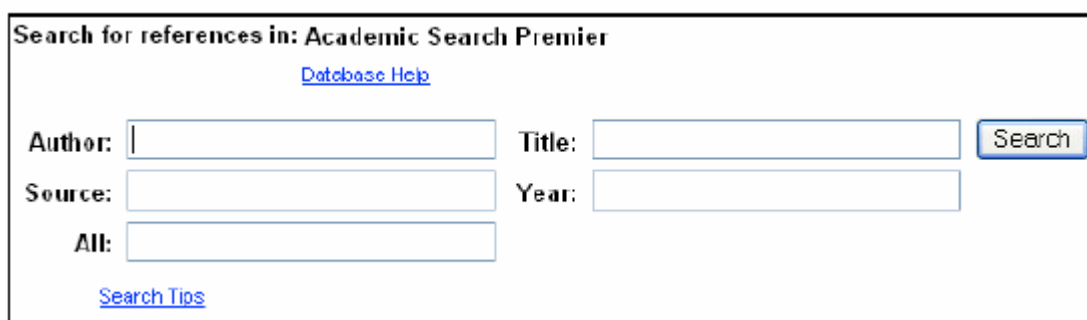 Search for references in: Academic Search Premier
Database Help
Author: Title: Search
Source: Year:
All:
Search Tips